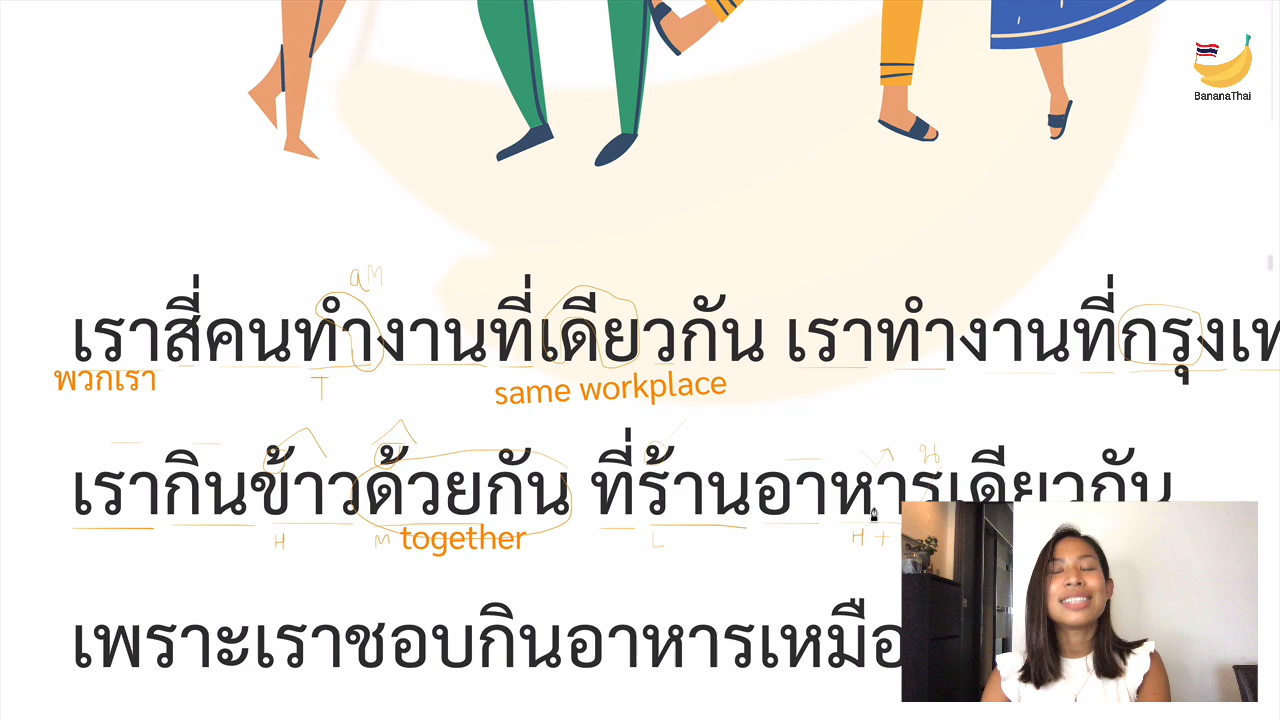 BananaThai
am
เราสี่คนทำงานที่เดียวกัน เราทำงานที่กรุงเท
พวกเรา
T
same workplace
น
เรากินข้าวด้วยกัน ที่ร้านอาหารเดียวกัน
H M together L H +
เพราะเราชอบกินอาหารเหมือ